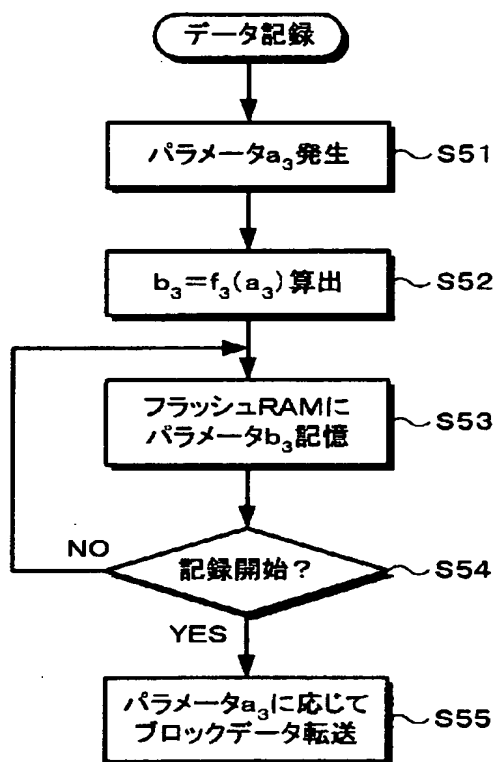 データ記録
パラメータa₃発生
S51
b₃=f₃(a₃)算出
S52
フラッシュRAMに
パラメータb₃記憶
S53
NO
記録開始?
S54
YES
パラメータa₃に応じて
ブロックデータ転送
S55